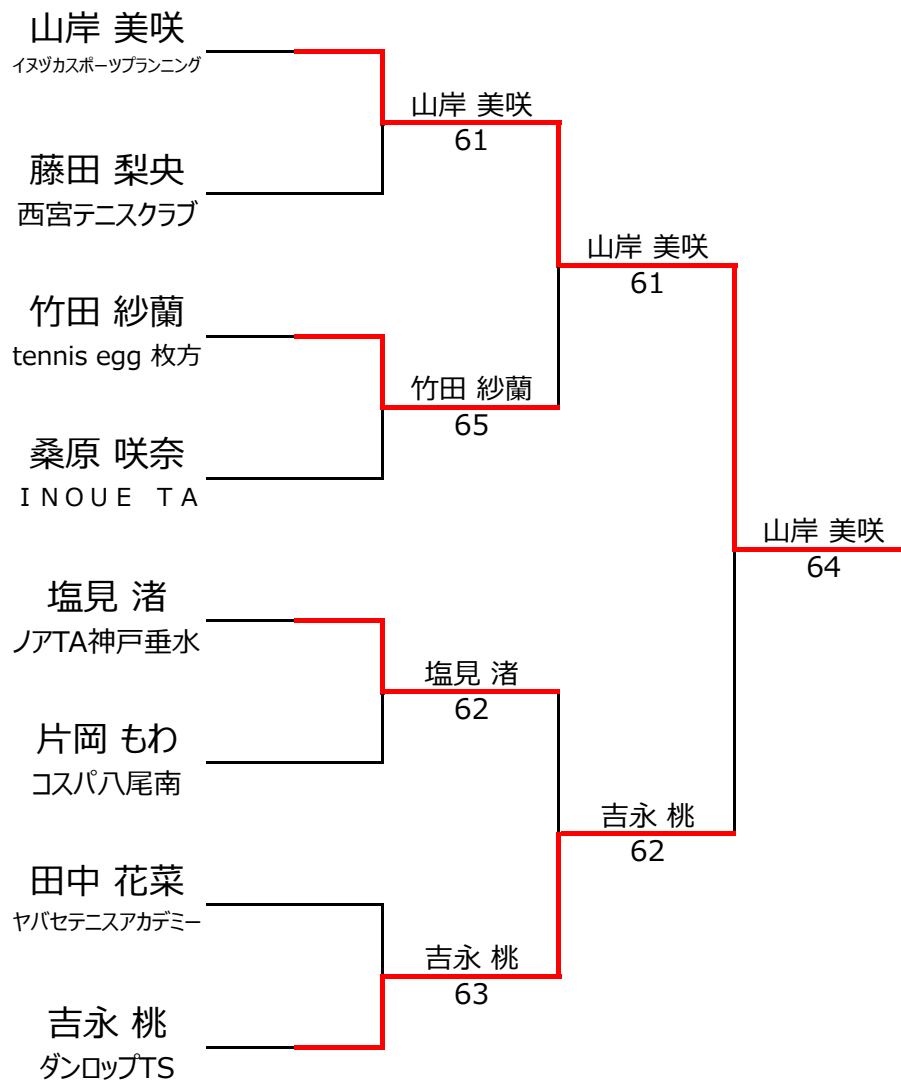 山岸 美咲
イヌヅカスポーツプランニング
藤田 梨央
西宮テニスクラブ
竹田 紗蘭
tennis egg 枚方
桑原 咲奈
ＩＮＯＵＥ　ＴＡ
塩見 渚
ノアTA神戸垂水
片岡 もわ
コスパ八尾南
田中 花菜
ヤバセテニスアカデミー
吉永 桃
ダンロップTS
山岸 美咲
61
竹田 紗蘭
65
塩見 渚
62
吉永 桃
63
山岸 美咲
61
吉永 桃
62
山岸 美咲
64